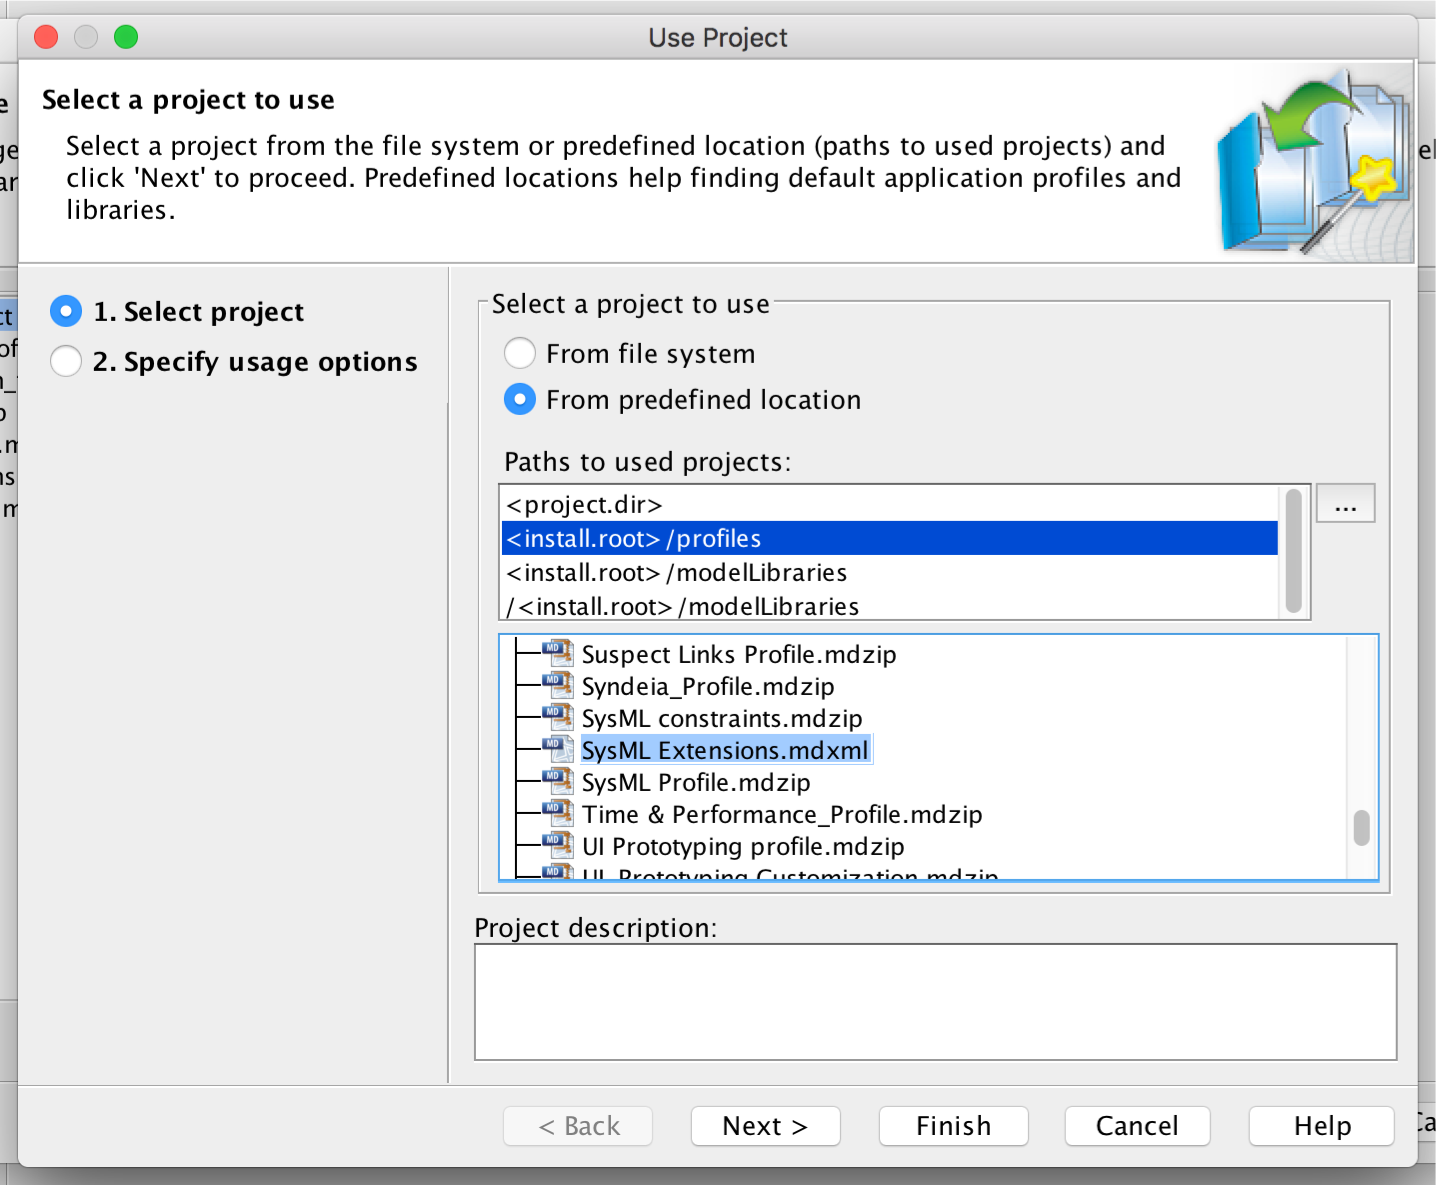 Use Project
Select a project to use
Select a project from the file system or predefined location (paths to used projects) and
click 'Next' to proceed. Predefined locations help finding default application profiles and
libraries.
1. Select project
2. Specify usage options
Select a project to use
From file system
From predefined location
Paths to used projects:
<project.dir>
...
<install.root>/profiles
<install.root>/modelLibraries
/<install.root>/modelLibraries
Suspect Links Profile.mdzip
Syndeia_Profile.mdzip
SysML constraints.mdzip
SysML Extensions.mdxml
SysML Profile.mdzip
Time & Performance_Profile.mdzip
UI Prototyping profile.mdzip
UI_Prototyping_Customization.mdzip
Project description:
< Back
Next >
Finish
Cancel
Help